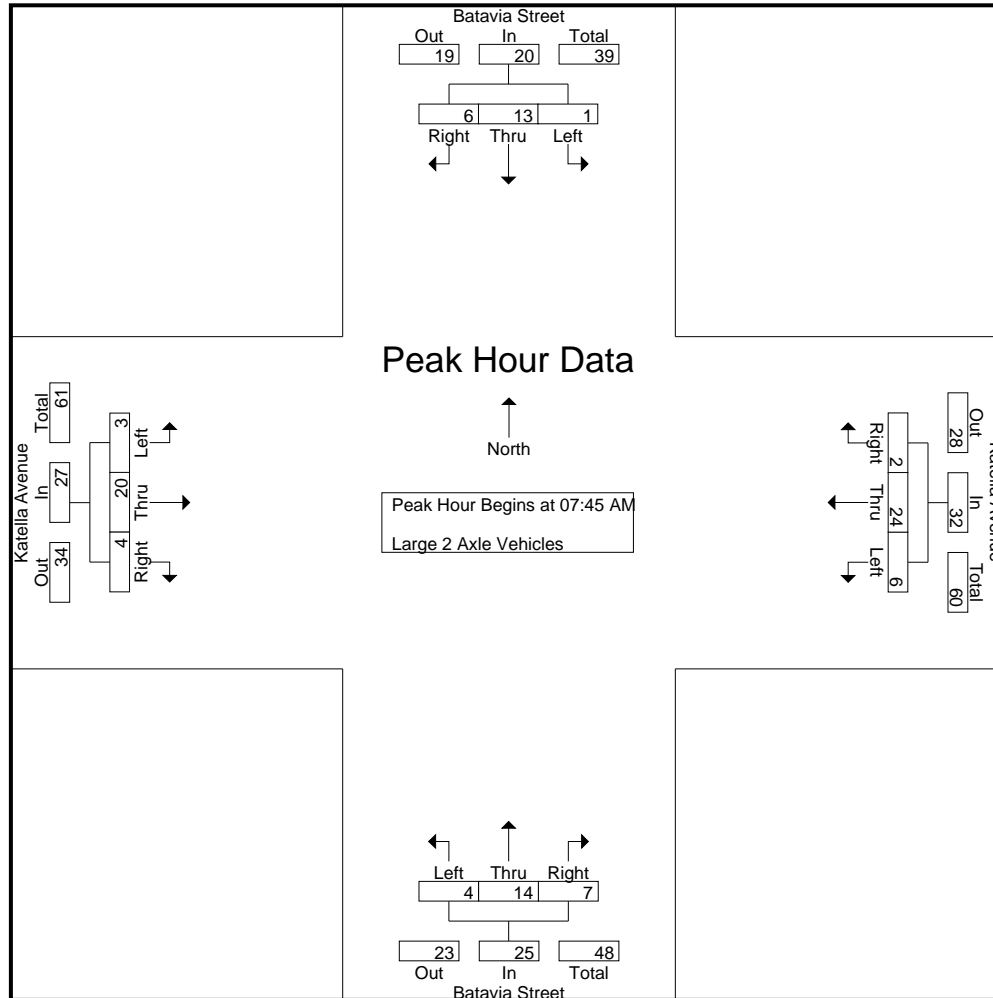 Batavia Street
Out In Total
19 20 39
6 13 1
Right Thru Left
Peak Hour Data
North
Peak Hour Begins at 07:45 AM
Large 2 Axle Vehicles
Katella Avenue
Total In Out
61 27 34
3 20 4
Left Thru Right
Right Thru Left
2 24 6
28 32 60
Out In Total
Left Thru Right
4 14 7
23 25 48
Out In Total
Batavia Street